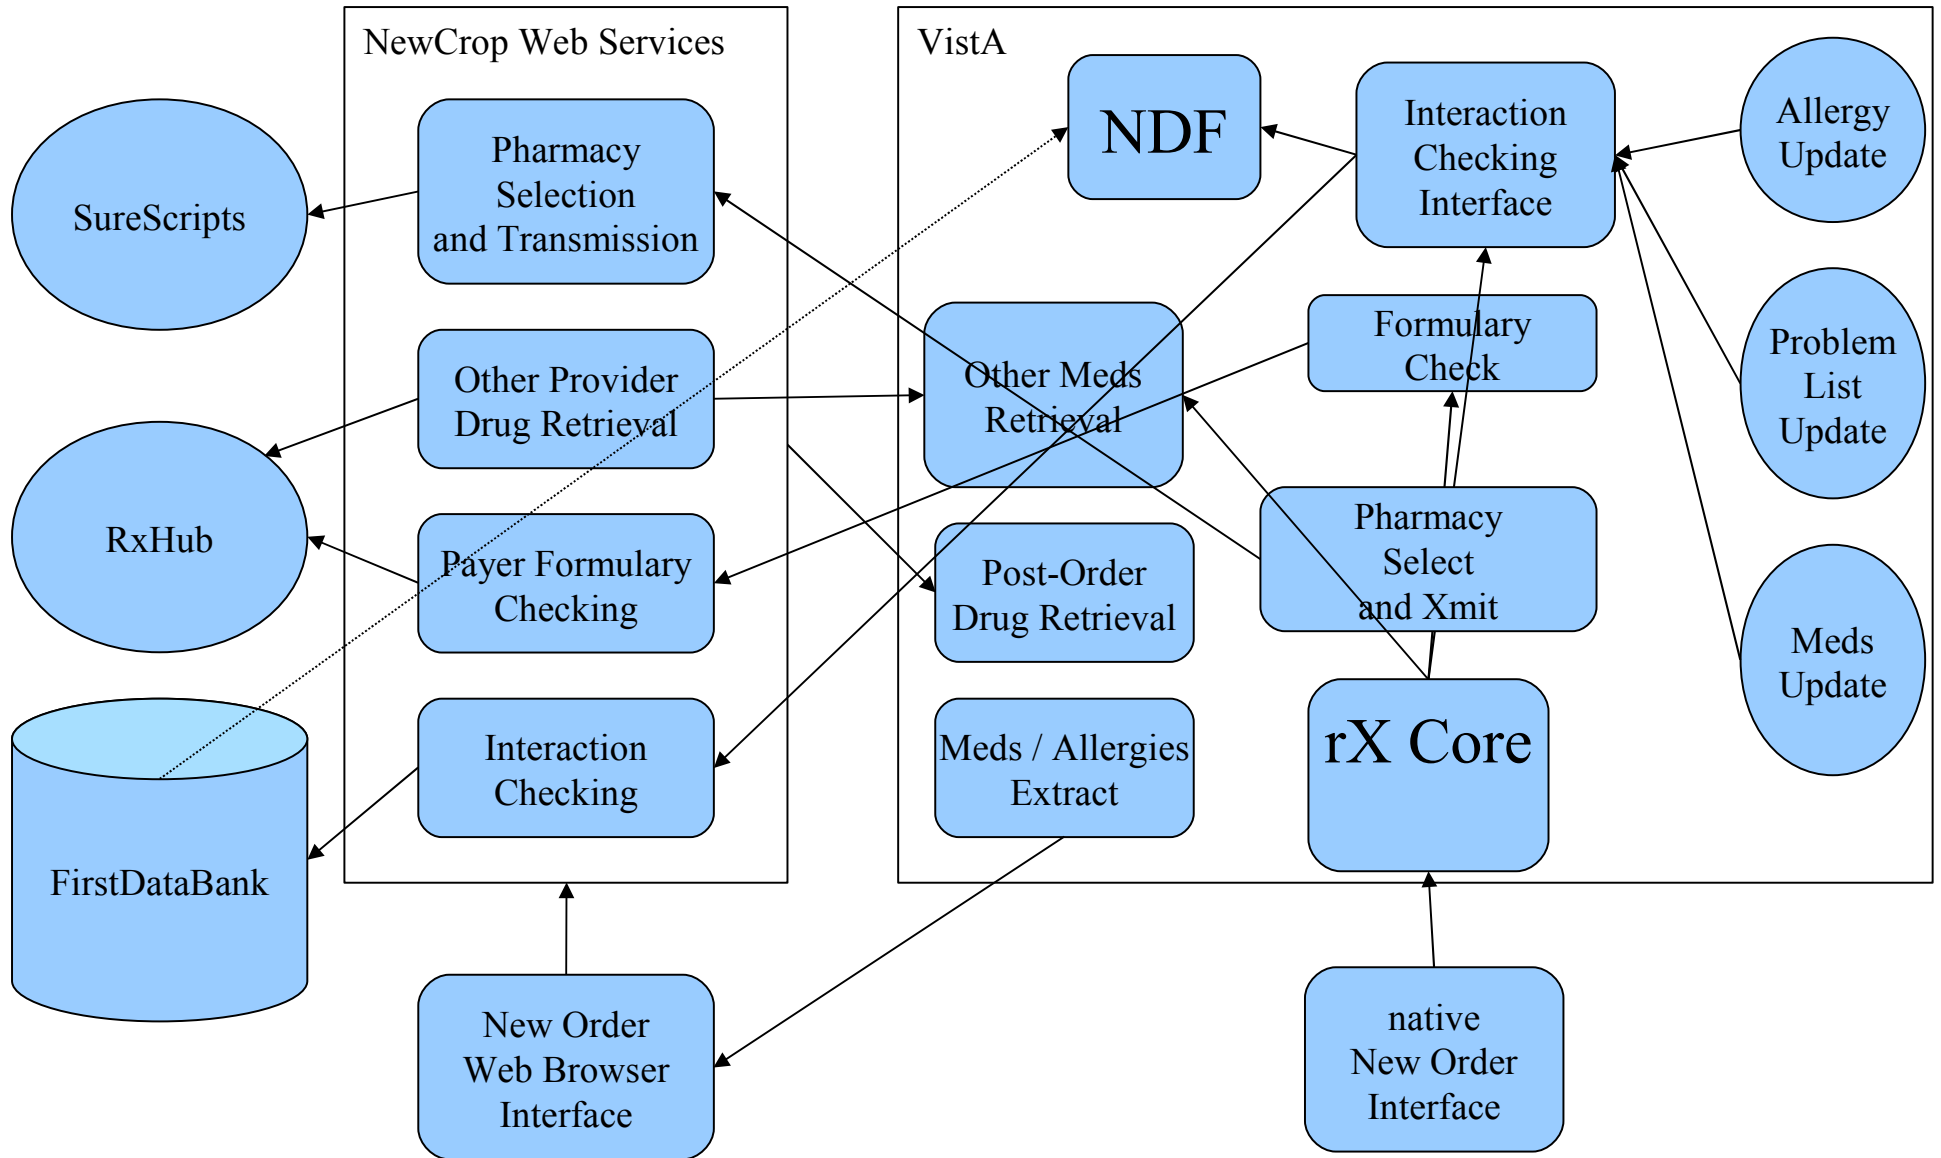 NewCrop Web Services
VistA
SureScripts
RxHub
FirstDataBank
Pharmacy
Selection
and Transmission
Other Provider
Drug Retrieval
Payer Formulary
Checking
Interaction
Checking
NDF
Interaction
Checking
Interface
Allergy
Update
Formulary
Check
Other Meds
Retrieval
Problem
List
Update
Pharmacy
Select
and Xmit
Post-Order
Drug Retrieval
Meds
Update
Meds / Allergies
Extract
rX Core
New Order
Web Browser
Interface
native
New Order
Interface